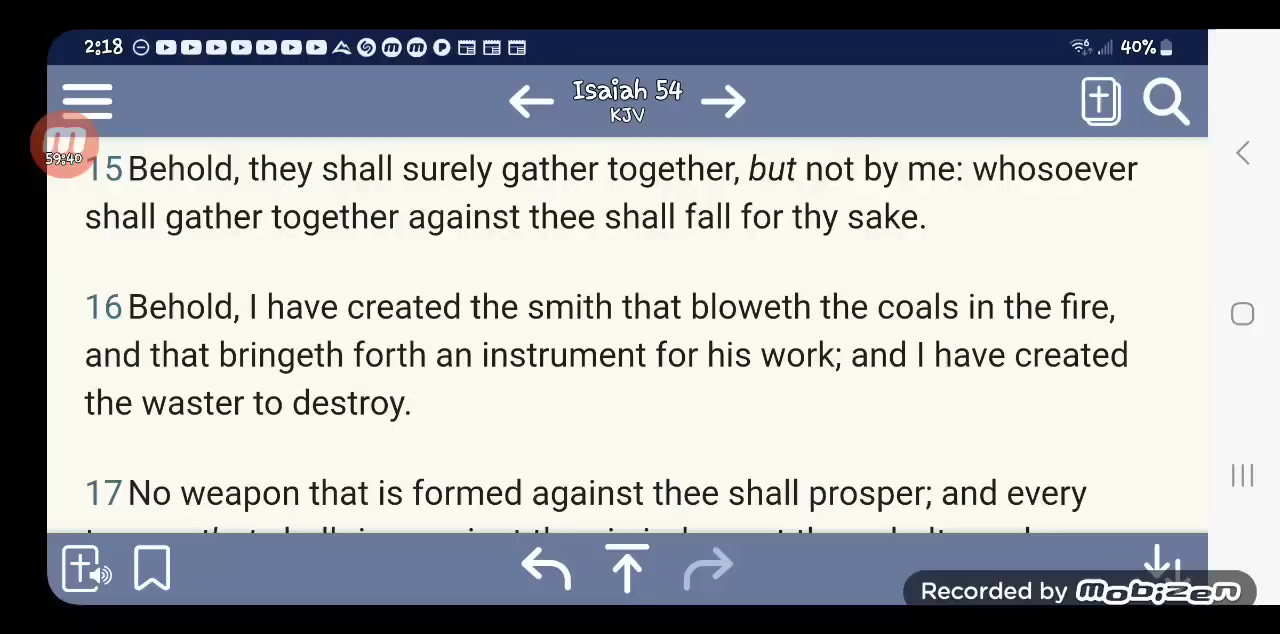 2:18 40%
Isaiah 54
KJV
59:40
15 Behold, they shall surely gather together, but not by me: whosoever
shall gather together against thee shall fall for thy sake.
16 Behold, I have created the smith that bloweth the coals in the fire,
and that bringeth forth an instrument for his work; and I have created
the waster to destroy.
17 No weapon that is formed against thee shall prosper; and every
Recorded by Mobizen